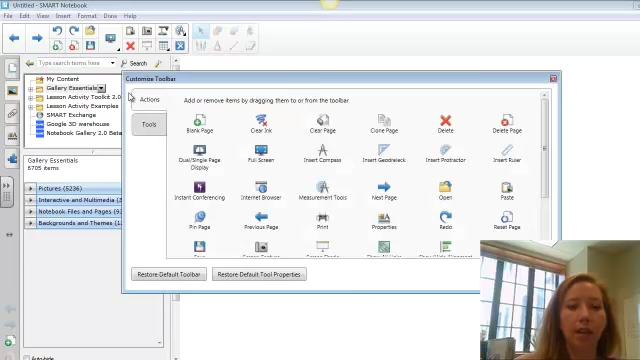 Untitled - SMART Notebook
File Edit View Insert Format Draw Help
Type search terms here Search
My Content
Gallery Essentials
Lesson Activity Toolkit 2.0
Lesson Activity Examples
SMART Exchange
Google 3D warehouse
Notebook Gallery 2.0 Beta
Gallery Essentials
6705 items
Pictures (5236)
Interactive and Multimedia
Notebook Files and Pages
Backgrounds and Themes
Auto-hide
Customize Toolbar
Actions
Tools
Add or remove items by dragging them to or from the toolbar.
Blank Page Clear Ink Clear Page Clone Page Delete Delete Page
Dual/Single Page Display Full Screen Insert Compass Insert Geodreieck Insert Protractor Insert Ruler
Instant Conferencing Internet Browser Measurement Tools Next Page Open Paste
Pin Page Previous Page Print Properties Redo Reset Page
Restore Default Toolbar Restore Default Tool Properties